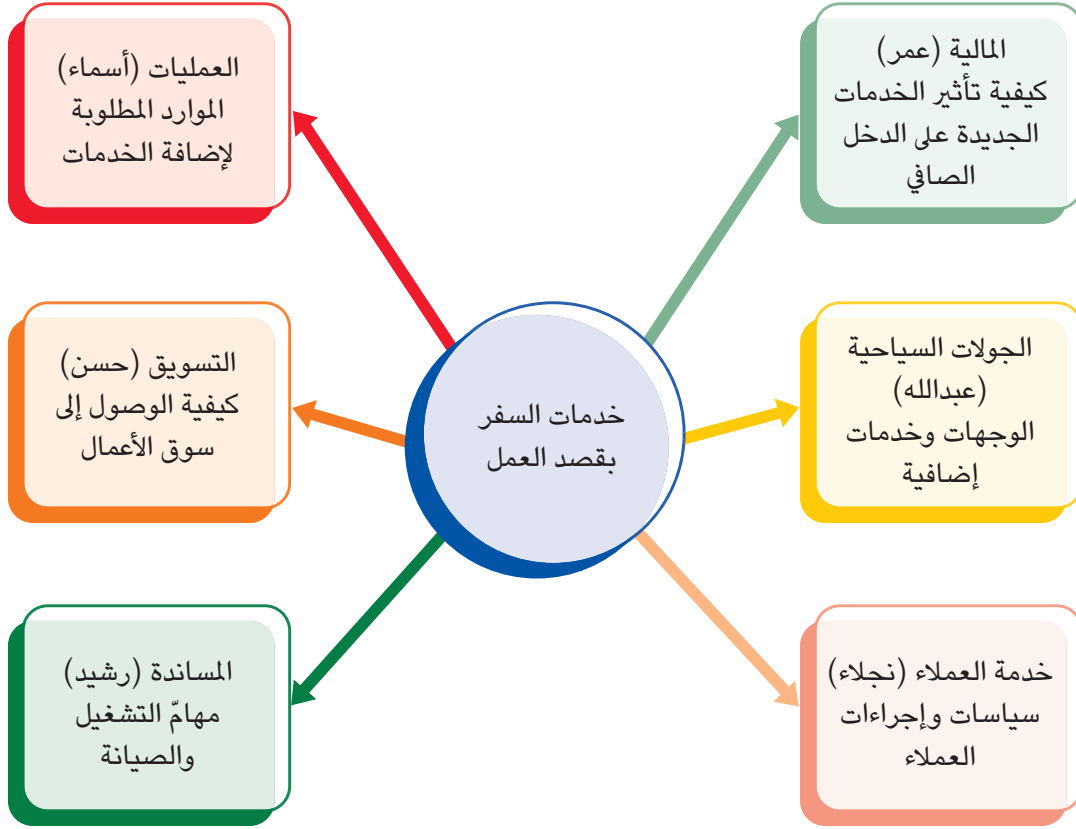 المالية (عمر)
كيفية تأثير الخدمات
الجديدة على الدخل
الصافي
العمليات (أسماء)
الموارد المطلوبة
لإضافة الخدمات
خدمات السفر
بقصد العمل
الجولات السياحية
(عبدالله)
الوجهات وخدمات
إضافية
التسويق (حسن)
كيفية الوصول إلى
سوق الأعمال
خدمة العملاء (نجلاء)
سياسات وإجراءات
العملاء
المساندة (رشيد)
مهامّ التشغيل
والصيانة